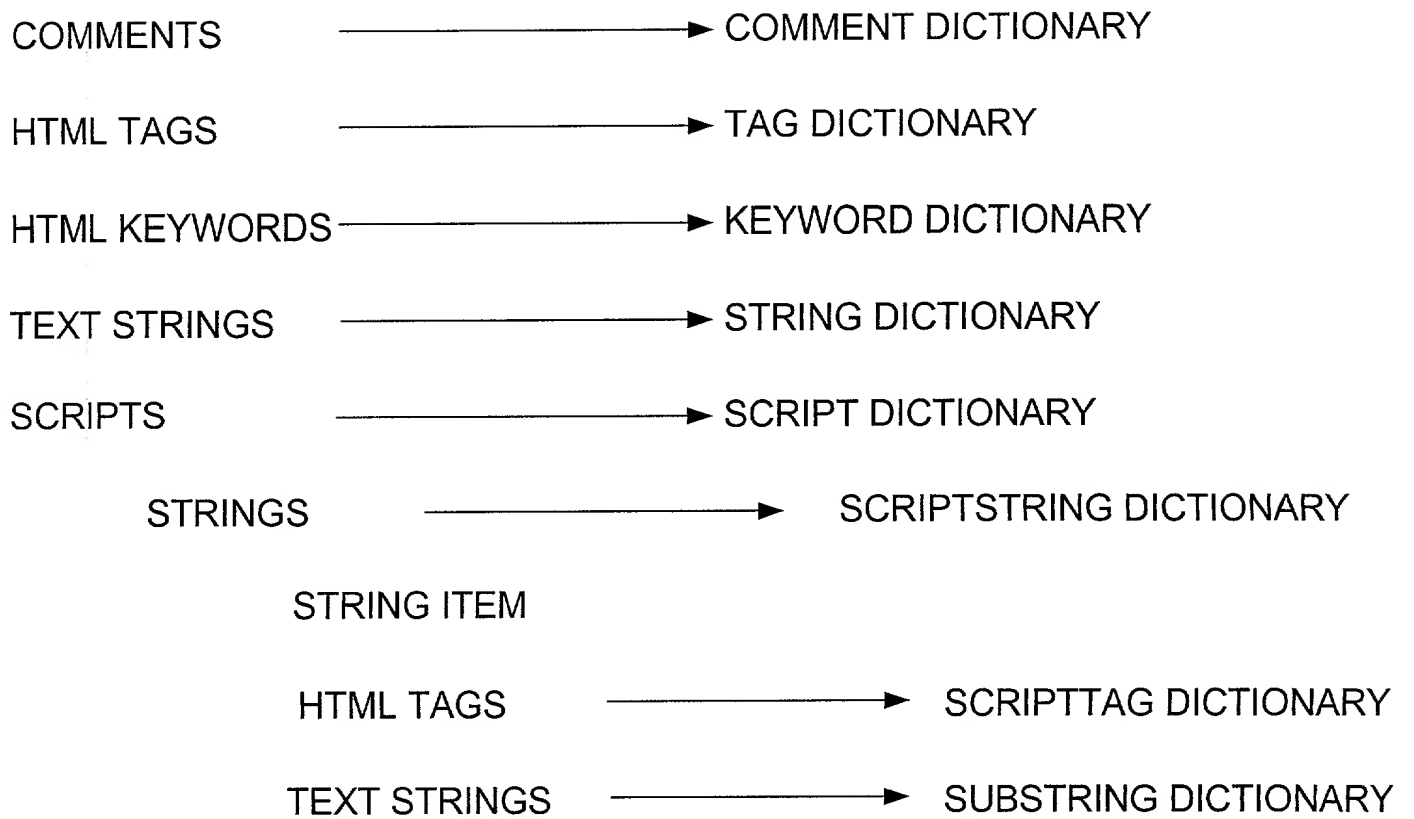 COMMENTS COMMENT DICTIONARY
HTML TAGS TAG DICTIONARY
HTML KEYWORDS KEYWORD DICTIONARY
TEXT STRINGS STRING DICTIONARY
SCRIPTS SCRIPT DICTIONARY
STRINGS SCRIPTSTRING DICTIONARY
STRING ITEM
HTML TAGS SCRIPTTAG DICTIONARY
TEXT STRINGS SUBSTRING DICTIONARY